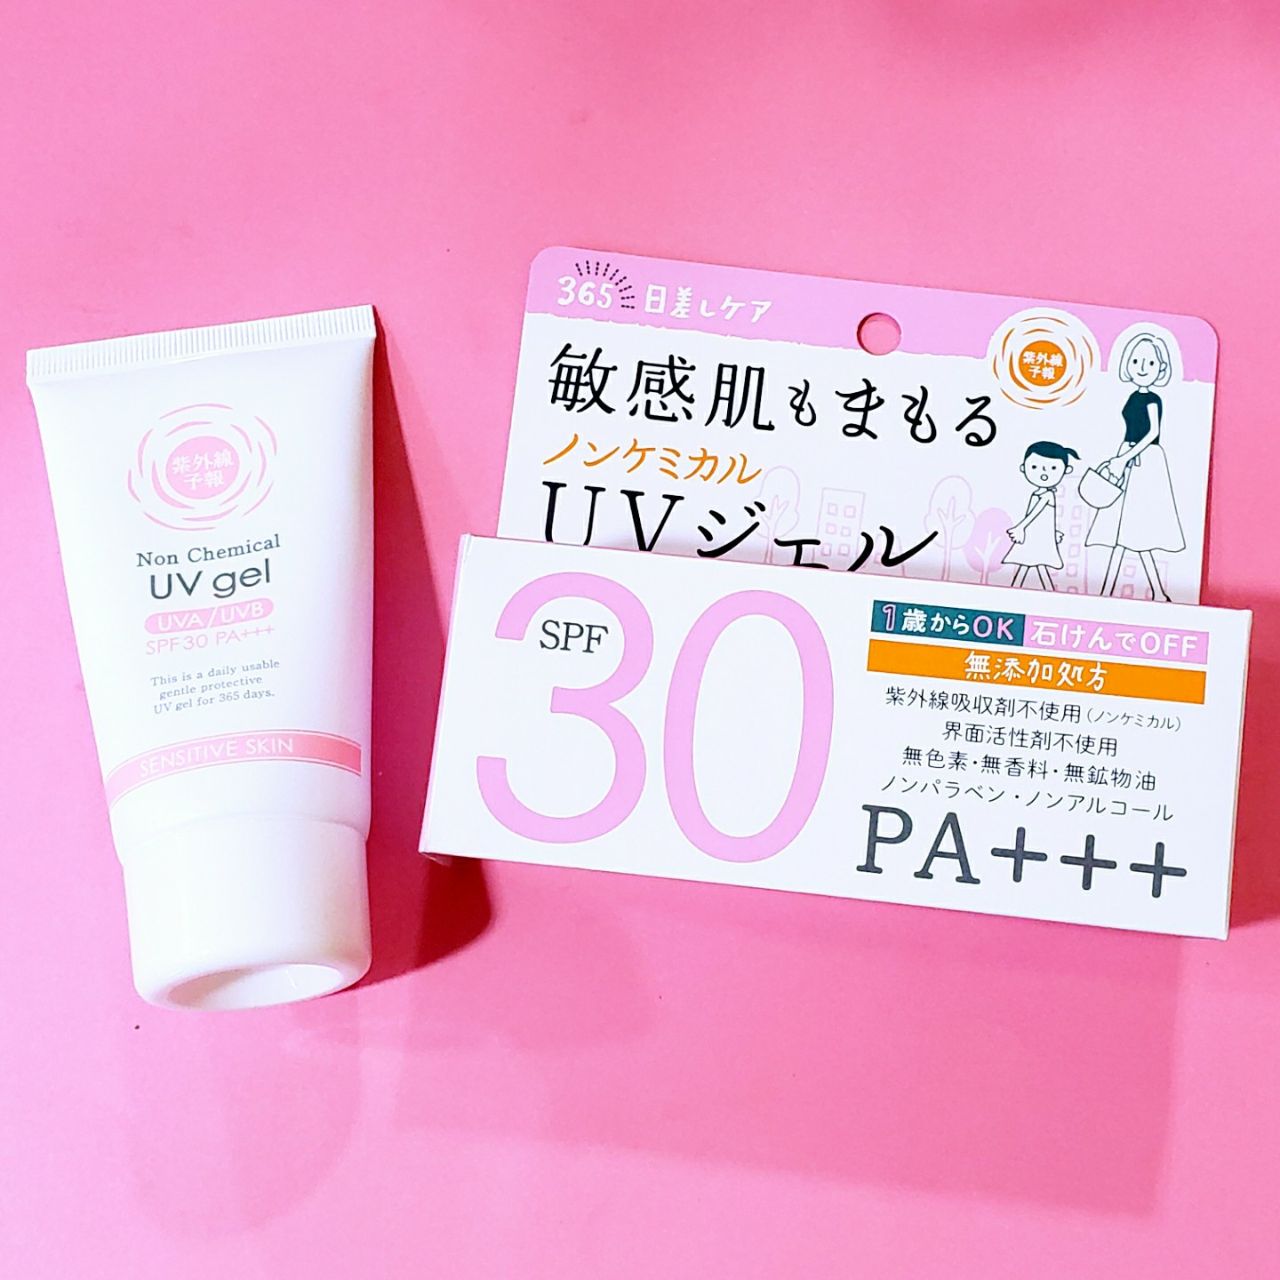 紫外線
予報
Non Chemical
UV gel
UVA/UVB
SPF30 PA+++
This is a daily usable
gentle protective
UV gel for 365 days.
SENSITIVE SKIN
365日差しケア
紫外線
予報
敏感肌もまもる
ノンケミカル
UVジェル
SPF
30
1歳からOK 石けんでOFF
無添加処方
紫外線吸収剤不使用(ノンケミカル)
界面活性剤不使用
無色素・無香料・無鉱物油
ノンパラベン・ノンアルコール
PA+++